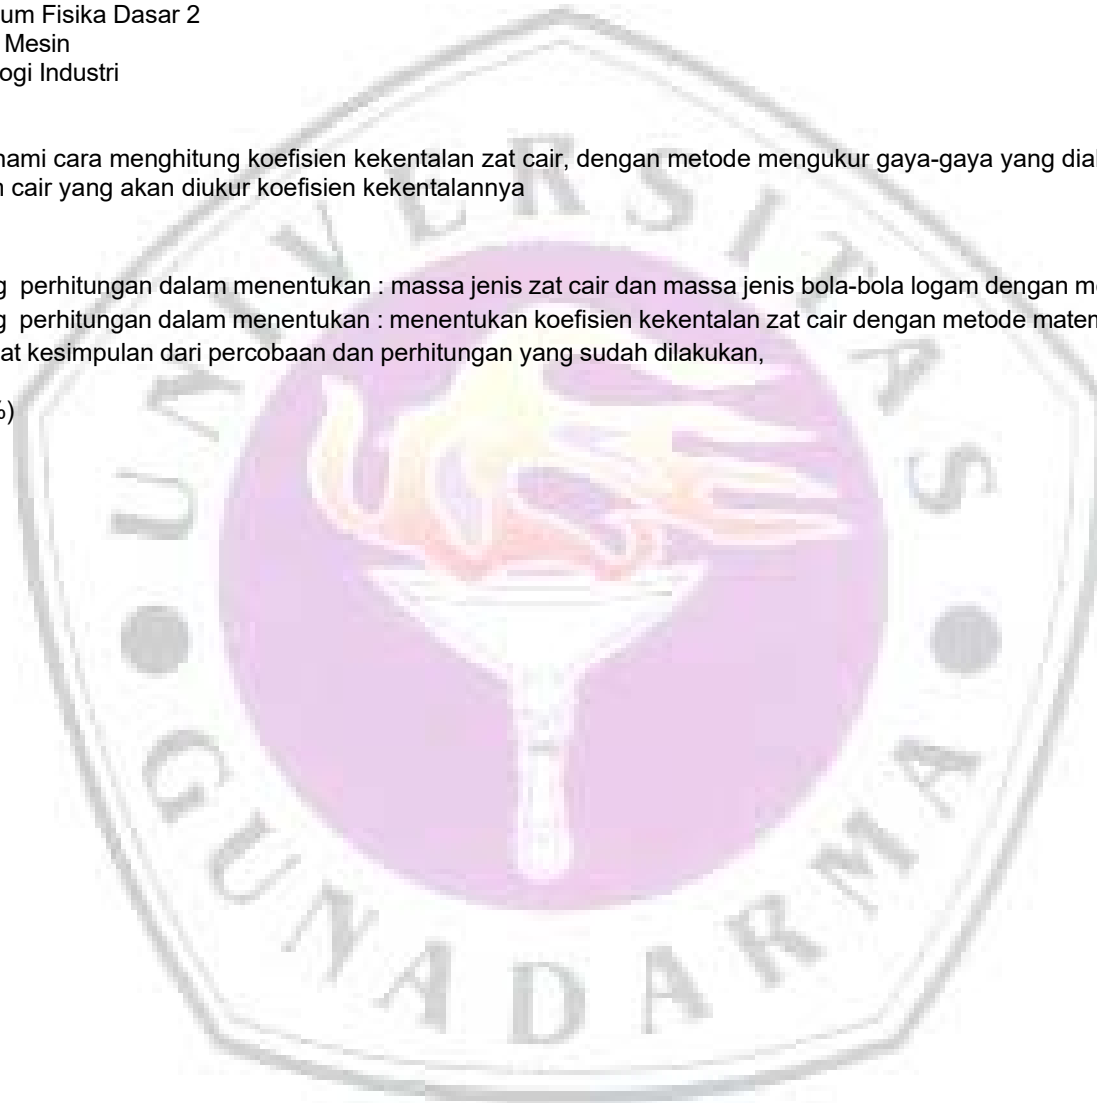 um Fisika Dasar 2
Mesin
ogi Industri
ami cara menghitung koefisien kekentalan zat cair, dengan metode mengukur gaya-gaya yang dial
cair yang akan diukur koefisien kekentalannya
g perhitungan dalam menentukan : massa jenis zat cair dan massa jenis bola-bola logam dengan m
g perhitungan dalam menentukan : menentukan koefisien kekentalan zat cair dengan metode matem
at kesimpulan dari percobaan dan perhitungan yang sudah dilakukan,
%)
UNIVERSITAS
GUNADARMA